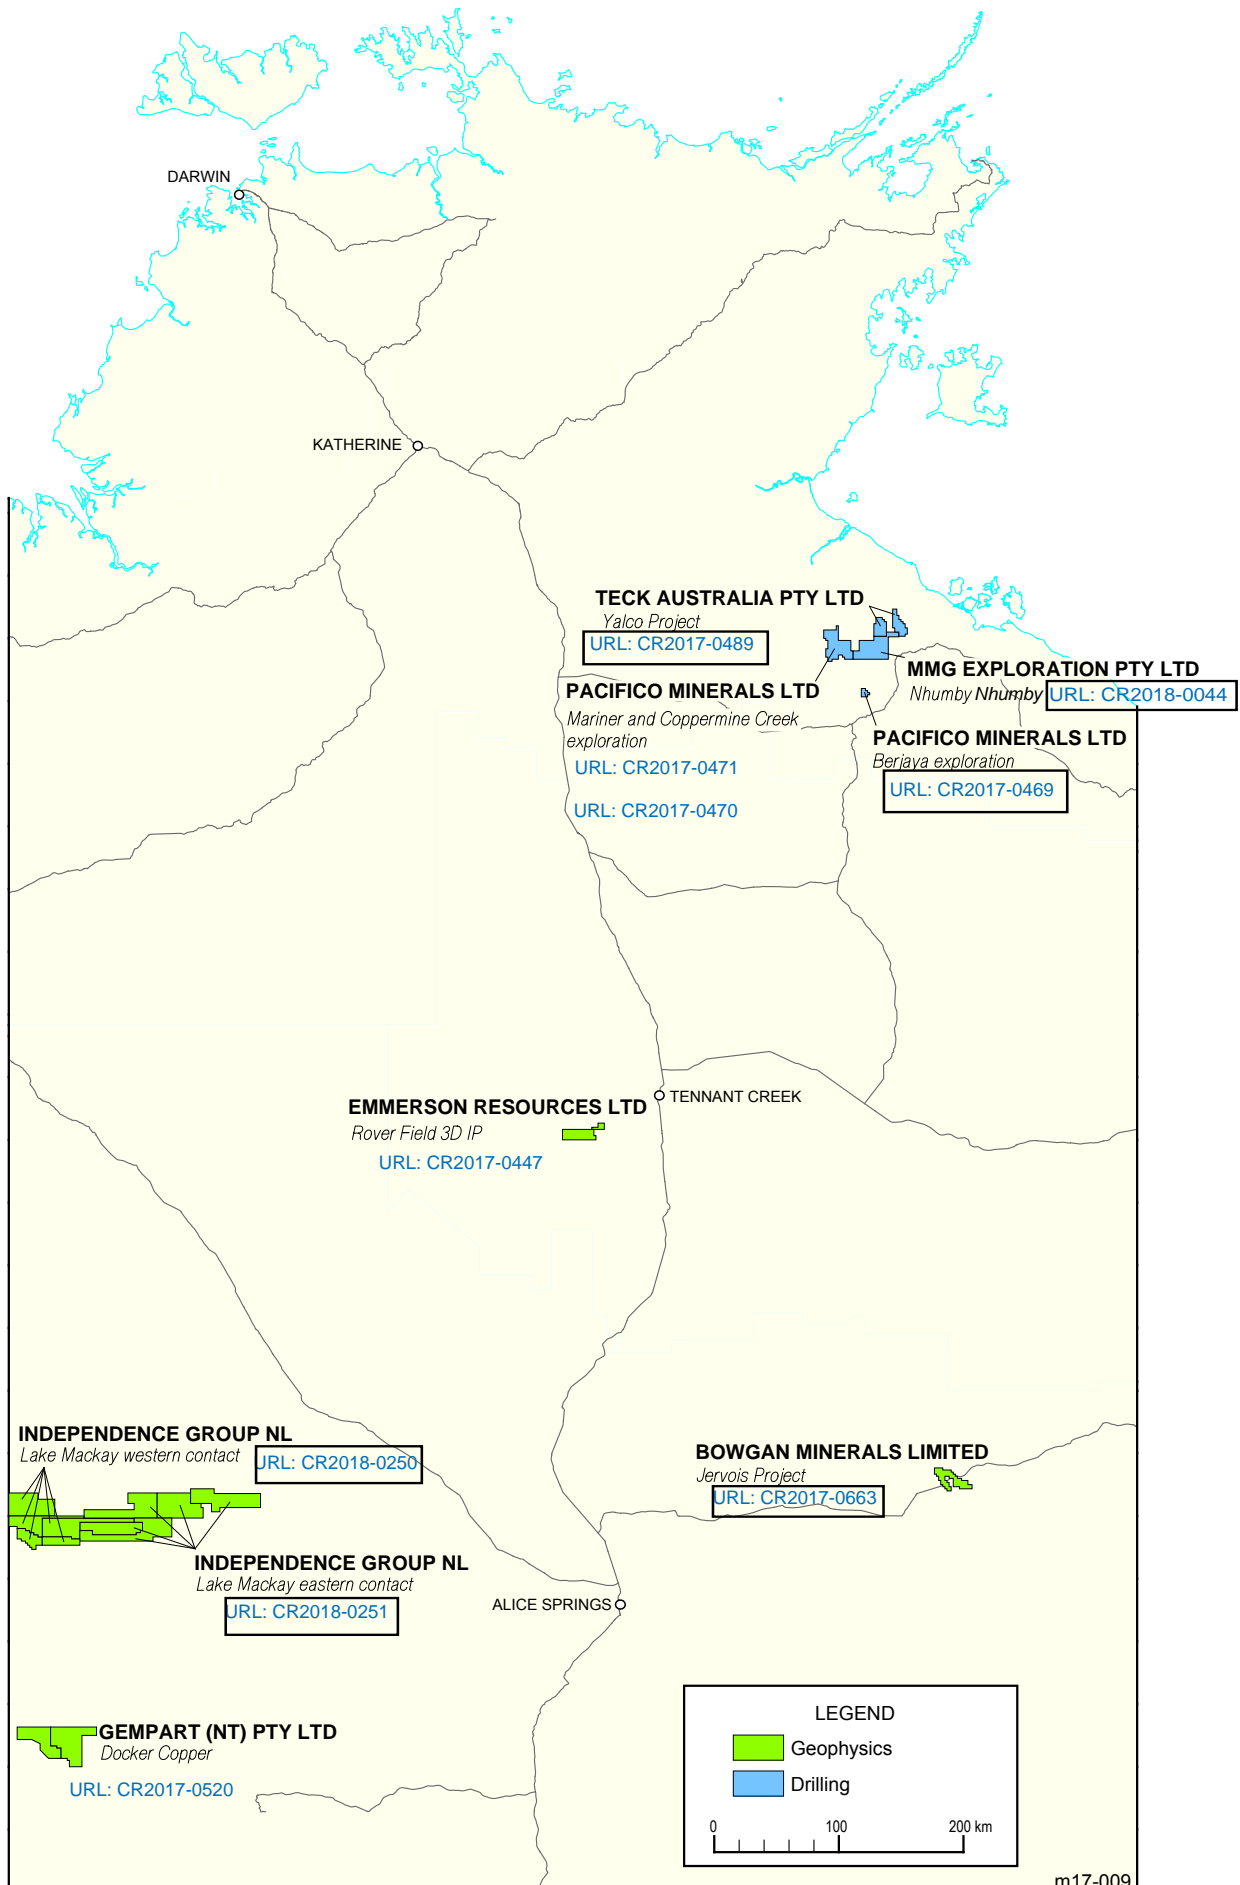 DARWIN
KATHERINE
TECK AUSTRALIA PTY LTD
Yalco Project
URL: CR2017-0489
MMG EXPLORATION PTY LTD
Nhumby Nhumby URL: CR2018-0044
PACIFICO MINERALS LTD
Mariner and Coppermine Creek
exploration
URL: CR2017-0471
URL: CR2017-0470
PACIFICO MINERALS LTD
Berjaya exploration
URL: CR2017-0469
TENNANT CREEK
EMMERSON RESOURCES LTD
Rover Field 3D IP
URL: CR2017-0447
INDEPENDENCE GROUP NL
Lake Mackay western contact
URL: CR2018-0250
BOWGAN MINERALS LIMITED
Jervois Project
URL: CR2017-0663
INDEPENDENCE GROUP NL
Lake Mackay eastern contact
URL: CR2018-0251
ALICE SPRINGS
GEMPART (NT) PTY LTD
Docker Copper
URL: CR2017-0520
LEGEND
Geophysics
Drilling
0 100 200 km
m17-009